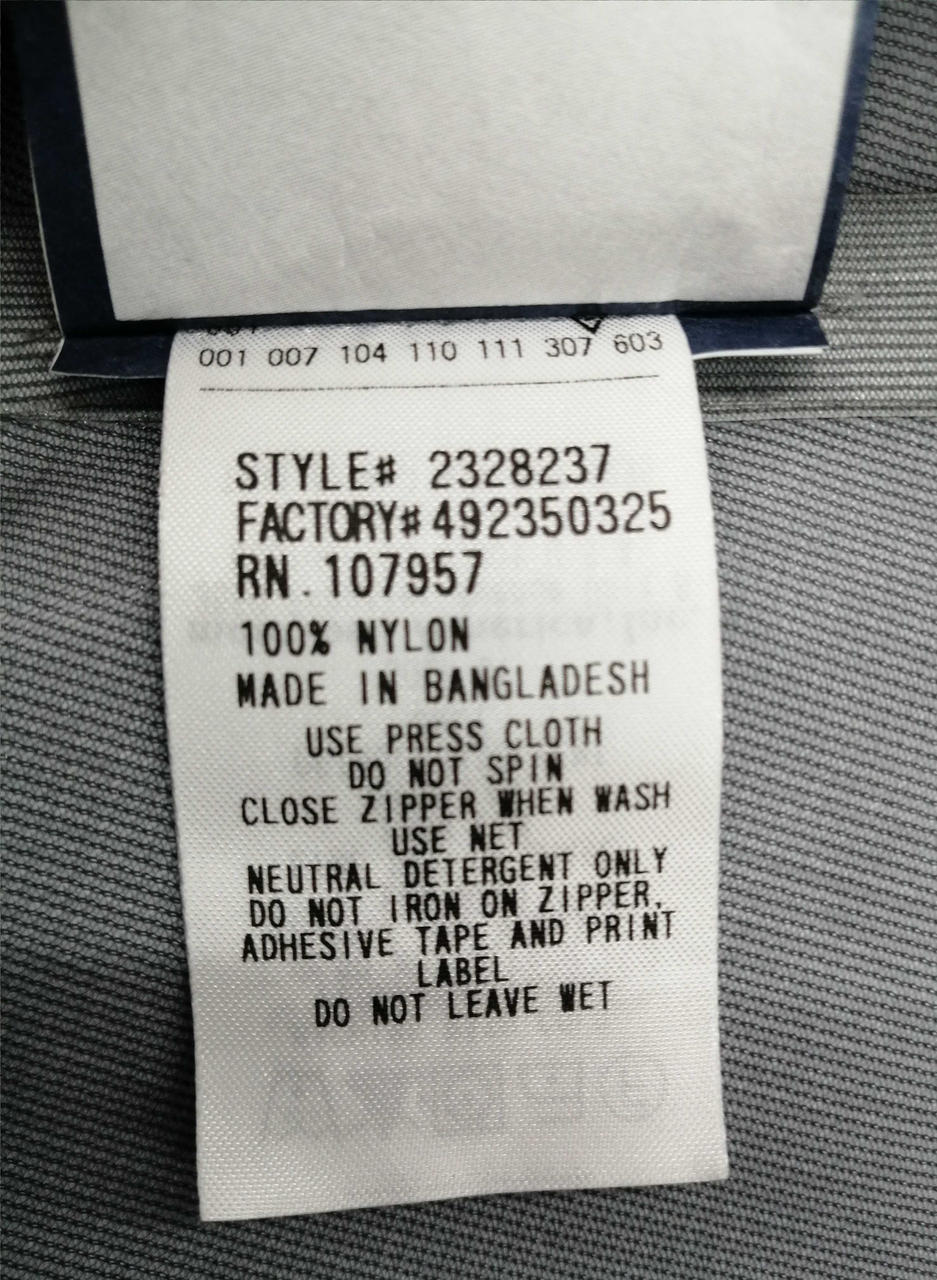 001 007 104 110 111 307 603
STYLE# 2328237
FACTORY#492350325
RN.107957
100% NYLON
MADE IN BANGLADESH
USE PRESS CLOTH
DO NOT SPIN
CLOSE ZIPPER WHEN WASH
USE NET
NEUTRAL DETERGENT ONLY
DO NOT IRON ON ZIPPER,
ADHESIVE TAPE AND PRINT
LABEL
DO NOT LEAVE WET